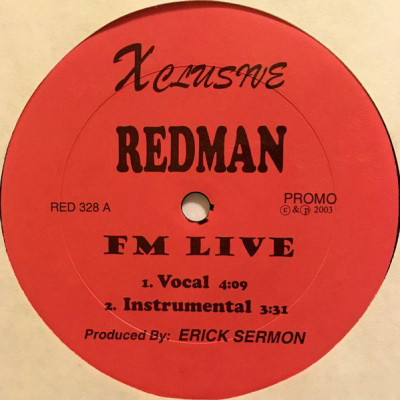 XCLUSIVE
REDMAN
RED 328 A
PROMO
©&℗ 2003
FM LIVE
1. Vocal 4:09
2. Instrumental 3:31
Produced By: ERICK SERMON